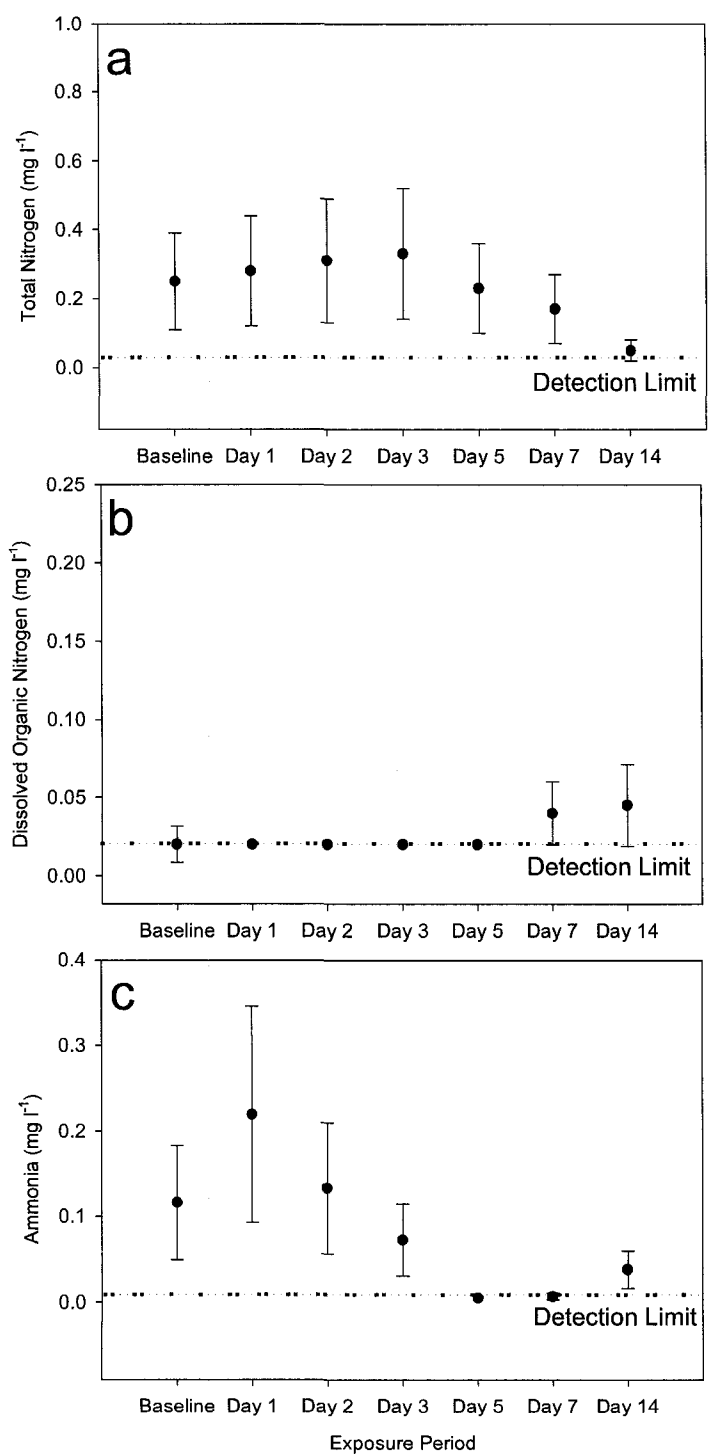 a
Total Nitrogen (mg l⁻¹)
1.0
0.8
0.6
0.4
0.2
0.0
Detection Limit
Baseline Day 1 Day 2 Day 3 Day 5 Day 7 Day 14
b
Dissolved Organic Nitrogen (mg l⁻¹)
0.25
0.20
0.15
0.10
0.05
0.00
Detection Limit
Baseline Day 1 Day 2 Day 3 Day 5 Day 7 Day 14
c
Ammonia (mg l⁻¹)
0.4
0.3
0.2
0.1
0.0
Detection Limit
Baseline Day 1 Day 2 Day 3 Day 5 Day 7 Day 14
Exposure Period